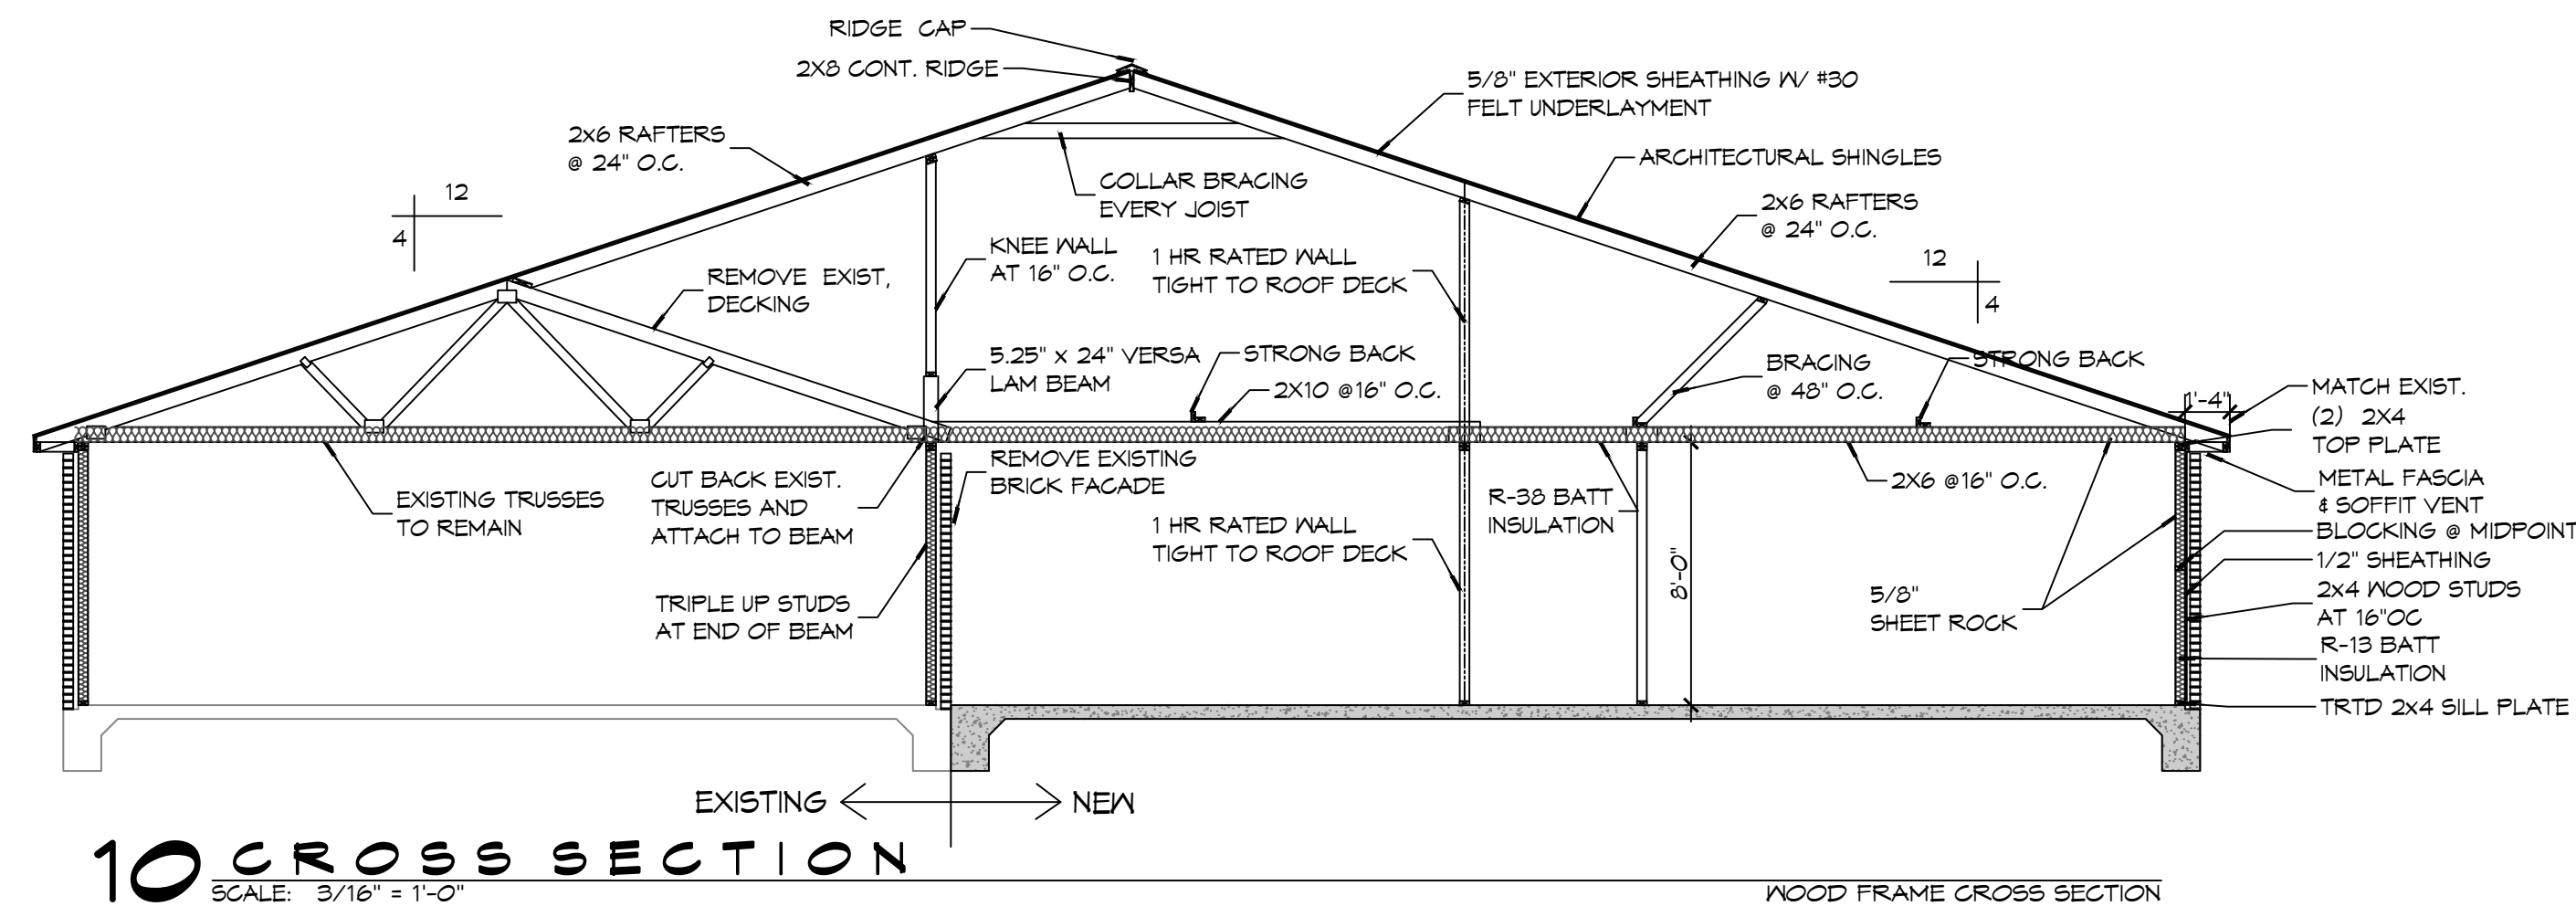 RIDGE CAP
2X8 CONT. RIDGE
5/8" EXTERIOR SHEATHING W/ #30
FELT UNDERLAYMENT
2x6 RAFTERS
@ 24" O.C.
ARCHITECTURAL SHINGLES
COLLAR BRACING
EVERY JOIST
12
4
2x6 RAFTERS
@ 24" O.C.
KNEE WALL
AT 16" O.C.
1 HR RATED WALL
TIGHT TO ROOF DECK
12
4
REMOVE EXIST,
DECKING
5.25" x 24" VERSA
LAM BEAM
STRONG BACK
2X10 @16" O.C.
BRACING
@ 48" O.C.
STRONG BACK
1'-4"
MATCH EXIST.
(2) 2X4
TOP PLATE
METAL FASCIA
& SOFFIT VENT
BLOCKING @ MIDPOINT
1/2" SHEATHING
2x4 WOOD STUDS
AT 16"OC
R-13 BATT
INSULATION
TRTD 2x4 SILL PLATE
EXISTING TRUSSES
TO REMAIN
CUT BACK EXIST.
TRUSSES AND
ATTACH TO BEAM
REMOVE EXISTING
BRICK FACADE
1 HR RATED WALL
TIGHT TO ROOF DECK
R-38 BATT
INSULATION
2X6 @16" O.C.
8'-0"
5/8"
SHEET ROCK
TRIPLE UP STUDS
AT END OF BEAM
EXISTING
NEW
10 CROSS SECTION
SCALE: 3/16" = 1'-0"
WOOD FRAME CROSS SECTION